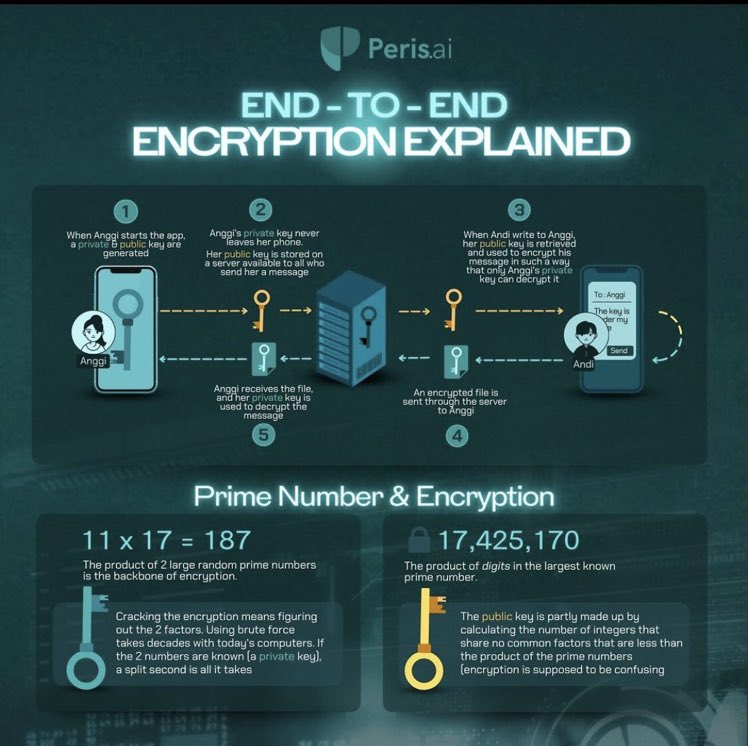 Peris.ai
END - TO - END
ENCRYPTION EXPLAINED
1
When Anggi starts the app,
a private & public key are
generated
2
Anggi's private key never
leaves her phone.
Her public key is stored on
a server available to all who
send her a message
3
When Andi write to Anggi,
her public key is retrieved
and used to encrypt his
message in such a way
that only Anggi's private
key can decrypt it
Anggi
To : Anggi
The key is
der my
e
Send
Andi
Anggi receives the file,
and her private key is
used to decrypt the
message
5
An encrypted file is
sent through the server
to Anggi
4
Prime Number & Encryption
11 x 17 = 187
The product of 2 large random prime numbers
is the backbone of encryption.
Cracking the encryption means figuring
out the 2 factors. Using brute force
takes decades with today's computers. If
the 2 numbers are known (a private key),
a split second is all it takes
17,425,170
The product of digits in the largest known
prime number.
The public key is partly made up by
calculating the number of integers that
share no common factors that are less than
the product of the prime numbers
(encryption is supposed to be confusing